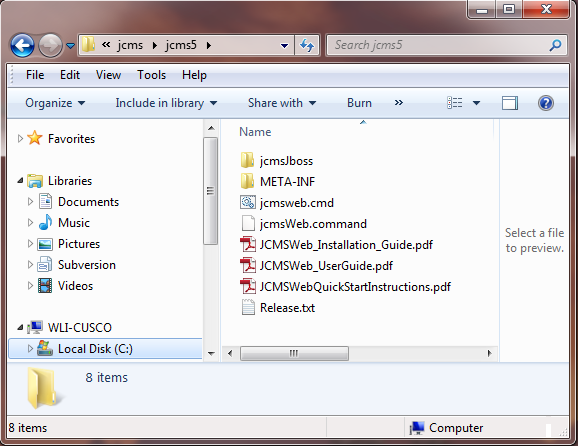 « jcms ▸ jcms5 ▸ Search jcms5
File Edit View Tools Help
Organize Include in library Share with Burn »
Favorites
Libraries
Documents
Music
Pictures
Subversion
Videos
WLI-CUSCO
Local Disk (C:)
Name
jcmsJboss
META-INF
jcmsweb.cmd
jcmsWeb.command
JCMSWeb_Installation_Guide.pdf
JCMSWeb_UserGuide.pdf
JCMSWebQuickStartInstructions.pdf
Release.txt
Select a file
to preview.
8 items
8 items Computer